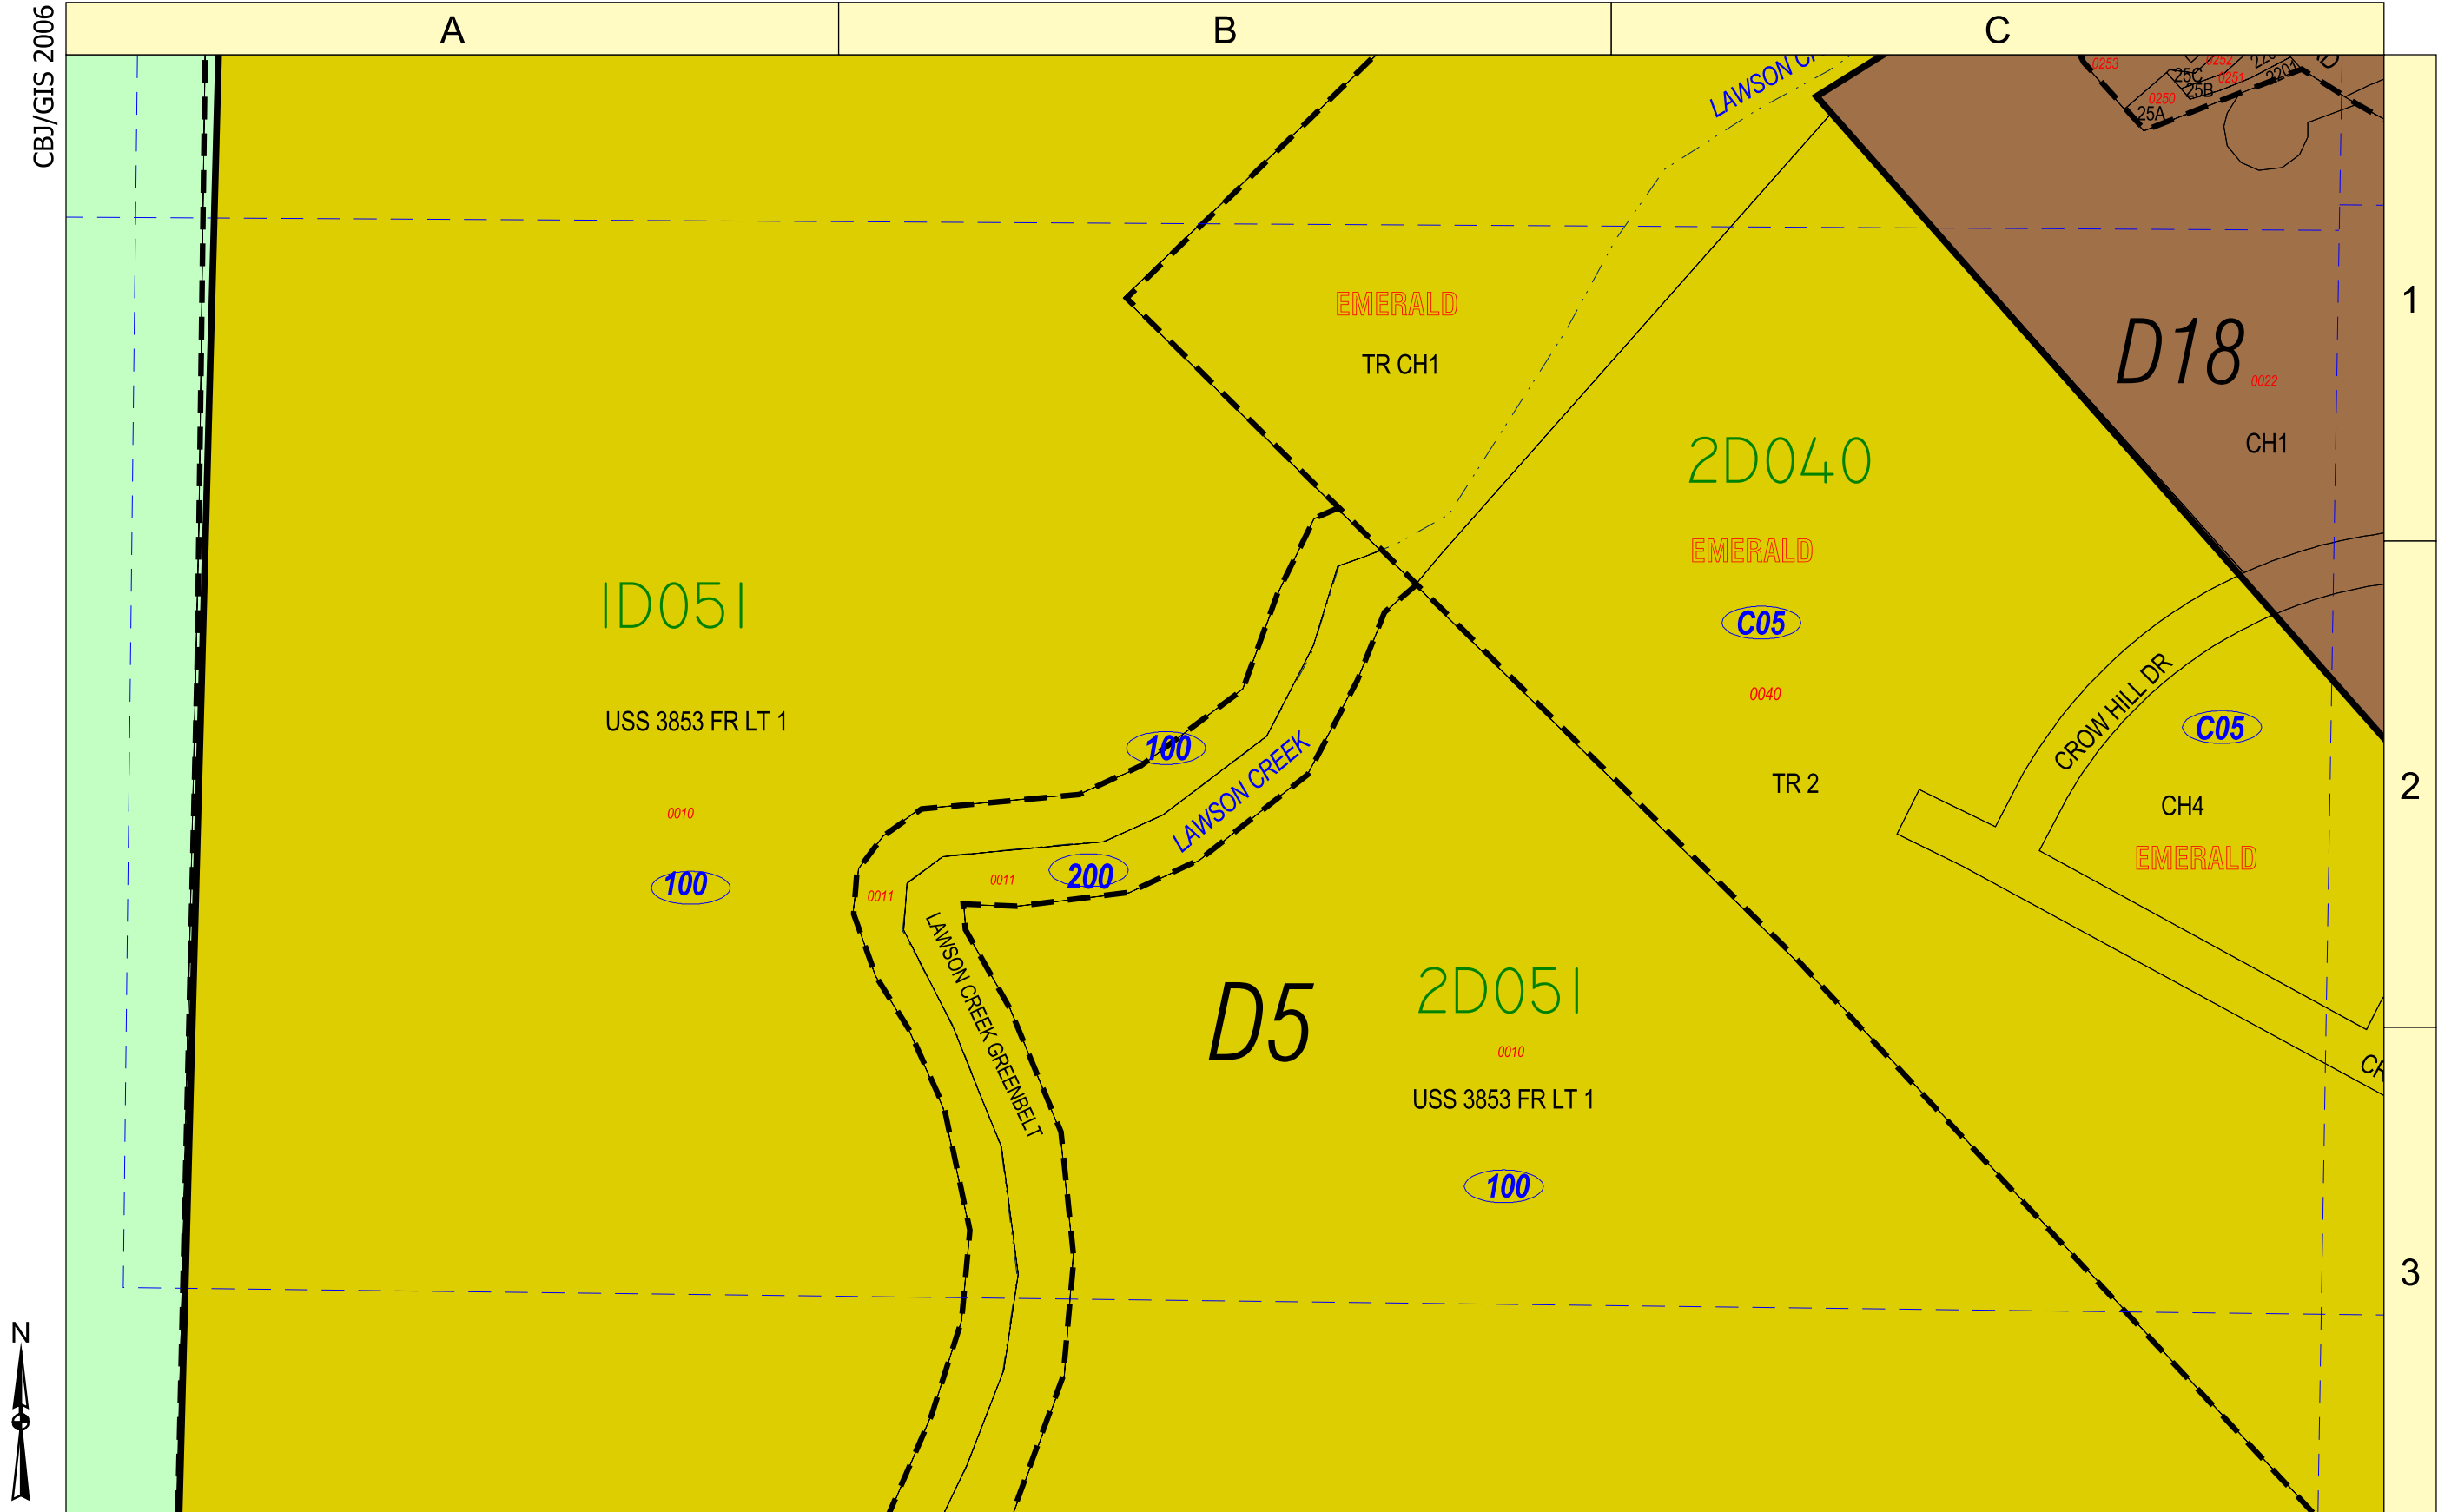 CBJ/GIS 2006
A
B
C
LAWSON
0253
0252
25C
0251
2201
25B
0250
25A
1
EMERALD
TR CH1
D18
0022
CH1
2D040
EMERALD
C05
0040
TR 2
1D051
USS 3853 FR LT 1
0010
100
100
LAWSON CREEK
200
0011
0011
LAWSON CREEK GREENBELT
CROW HILL DR
C05
CH4
EMERALD
2
D5
2D051
0010
USS 3853 FR LT 1
100
CR
3
N